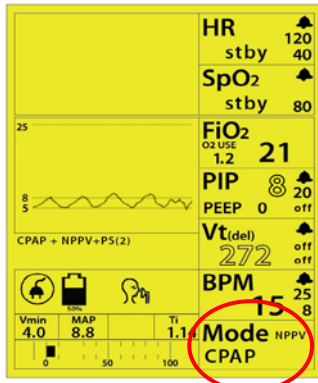 HR 120
stby 40
SpO2
stby 80
25
8
5
FiO2
O2 USE
1.2 21
PIP 8 20
PEEP 0 off
CPAP + NPPV+PS(2)
Vt(del) off
272 off
50%
BPM 25
15 8
Vmin MAP Ti
4.0 8.8 1.14
0 50 100
Mode NPPV
CPAP